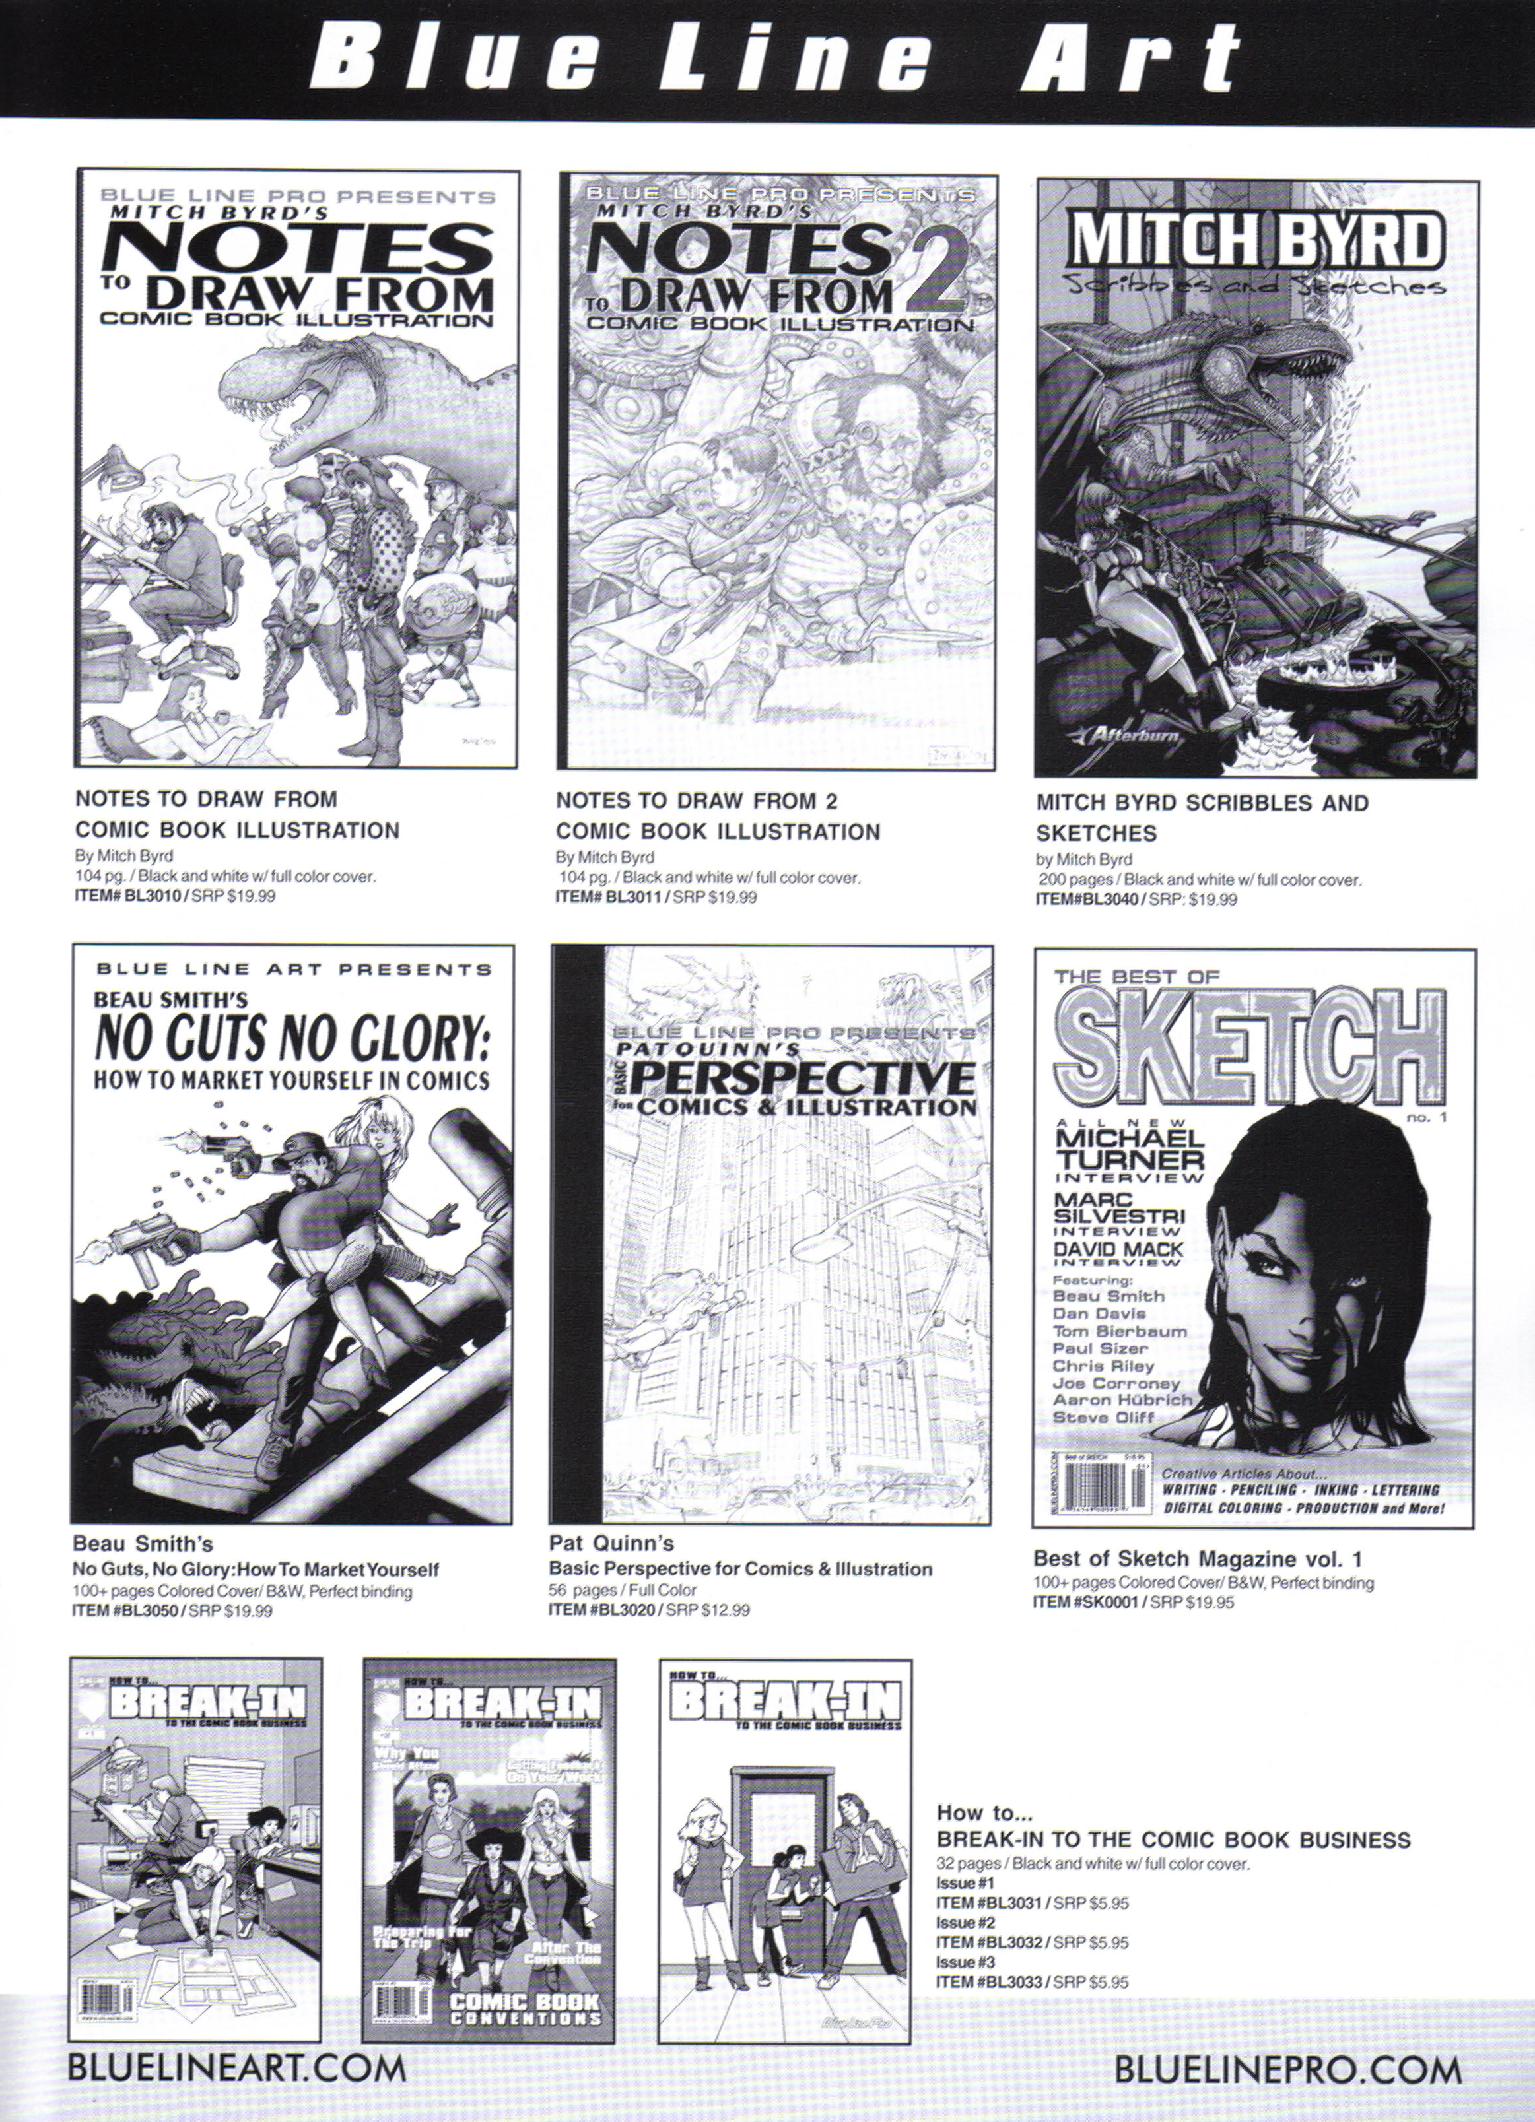 Blue Line Art
BLUE LINE PRO PRESENTS
MITCH BYRD'S
NOTES
TO DRAW FROM
COMIC BOOK ILLUSTRATION
BLUE LINE PRO PRESENTS
MITCH BYRD'S
NOTES 2
TO DRAW FROM
COMIC BOOK ILLUSTRATION
MITCH BYRD
Scribbles and Sketches
Afterburn
NOTES TO DRAW FROM
COMIC BOOK ILLUSTRATION
By Mitch Byrd
104 pg. / Black and white w/ full color cover.
ITEM# BL3010 / SRP $19.99
NOTES TO DRAW FROM 2
COMIC BOOK ILLUSTRATION
By Mitch Byrd
104 pg. / Black and white w/ full color cover.
ITEM# BL3011 / SRP $19.99
MITCH BYRD SCRIBBLES AND
SKETCHES
by Mitch Byrd
200 pages / Black and white w/ full color cover.
ITEM#BL3040 / SRP: $19.99
BLUE LINE ART PRESENTS
BEAU SMITH'S
NO GUTS NO GLORY:
HOW TO MARKET YOURSELF IN COMICS
BLUE LINE PRO PRESENTS
PAT QUINN'S
BASIC PERSPECTIVE
for COMICS & ILLUSTRATION
THE BEST OF
SKETCH
no. 1
ALL NEW
MICHAEL
TURNER
INTERVIEW
MARC
SILVESTRI
INTERVIEW
DAVID MACK
INTERVIEW
Featuring:
Beau Smith
Dan Davis
Tom Bierbaum
Paul Sizer
Chris Riley
Joe Corroney
Aaron Hübrich
Steve Oliff
Best of SKETCH
BLUELINEPRO.COM
Creative Articles About...
WRITING - PENCILING - INKING - LETTERING
DIGITAL COLORING - PRODUCTION and More!
Beau Smith's
No Guts, No Glory:How To Market Yourself
100+ pages Colored Cover/ B&W, Perfect binding
ITEM #BL3050 / SRP $19.99
Pat Quinn's
Basic Perspective for Comics & Illustration
56 pages / Full Color
ITEM #BL3020 / SRP $12.99
Best of Sketch Magazine vol. 1
100+ pages Colored Cover/ B&W, Perfect binding
ITEM #SK0001 / SRP $19.95
HOW TO...
BREAK-IN
TO THE COMIC BOOK BUSINESS
HOW TO...
BREAK-IN
TO THE COMIC BOOK BUSINESS
Why You
On Your Work
Preparing For
The Trip
After The
Convention
COMIC BOOK
CONVENTIONS
HOW TO...
BREAK-IN
TO THE COMIC BOOK BUSINESS
Blue Line Pro
How to...
BREAK-IN TO THE COMIC BOOK BUSINESS
32 pages / Black and white w/ full color cover.
Issue #1
ITEM #BL3031 / SRP $5.95
Issue #2
ITEM #BL3032 / SRP $5.95
Issue #3
ITEM #BL3033 / SRP $5.95
BLUELINEART.COM
BLUELINEPRO.COM